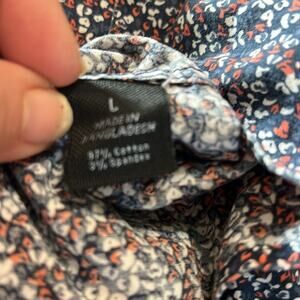 L
MADE IN
BANGLADESH
97% Cotton
3% Spandex